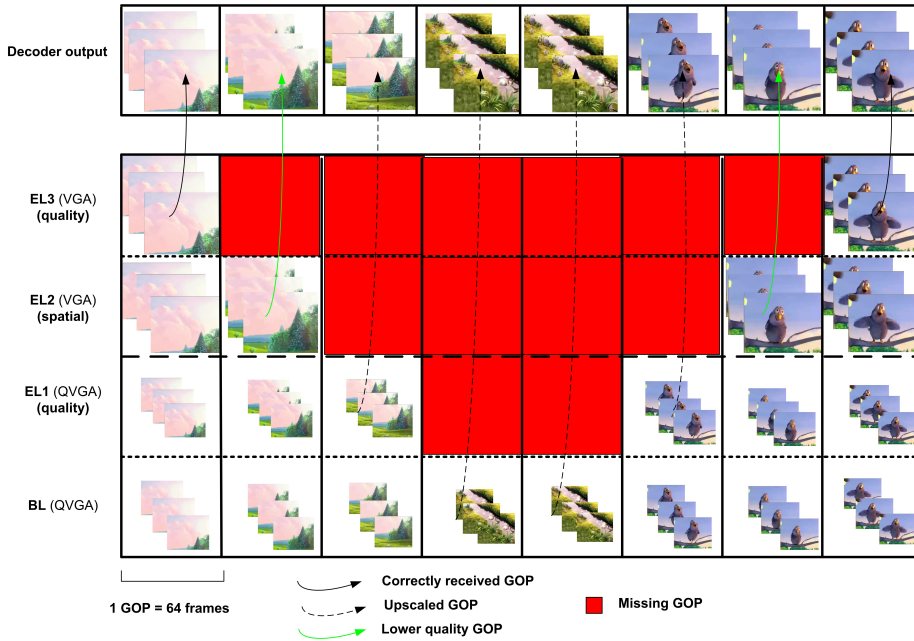 Decoder output
EL3 (VGA)
(quality)
EL2 (VGA)
(spatial)
EL1 (QVGA)
(quality)
BL (QVGA)
1 GOP = 64 frames
Correctly received GOP
Upscaled GOP
Lower quality GOP
Missing GOP